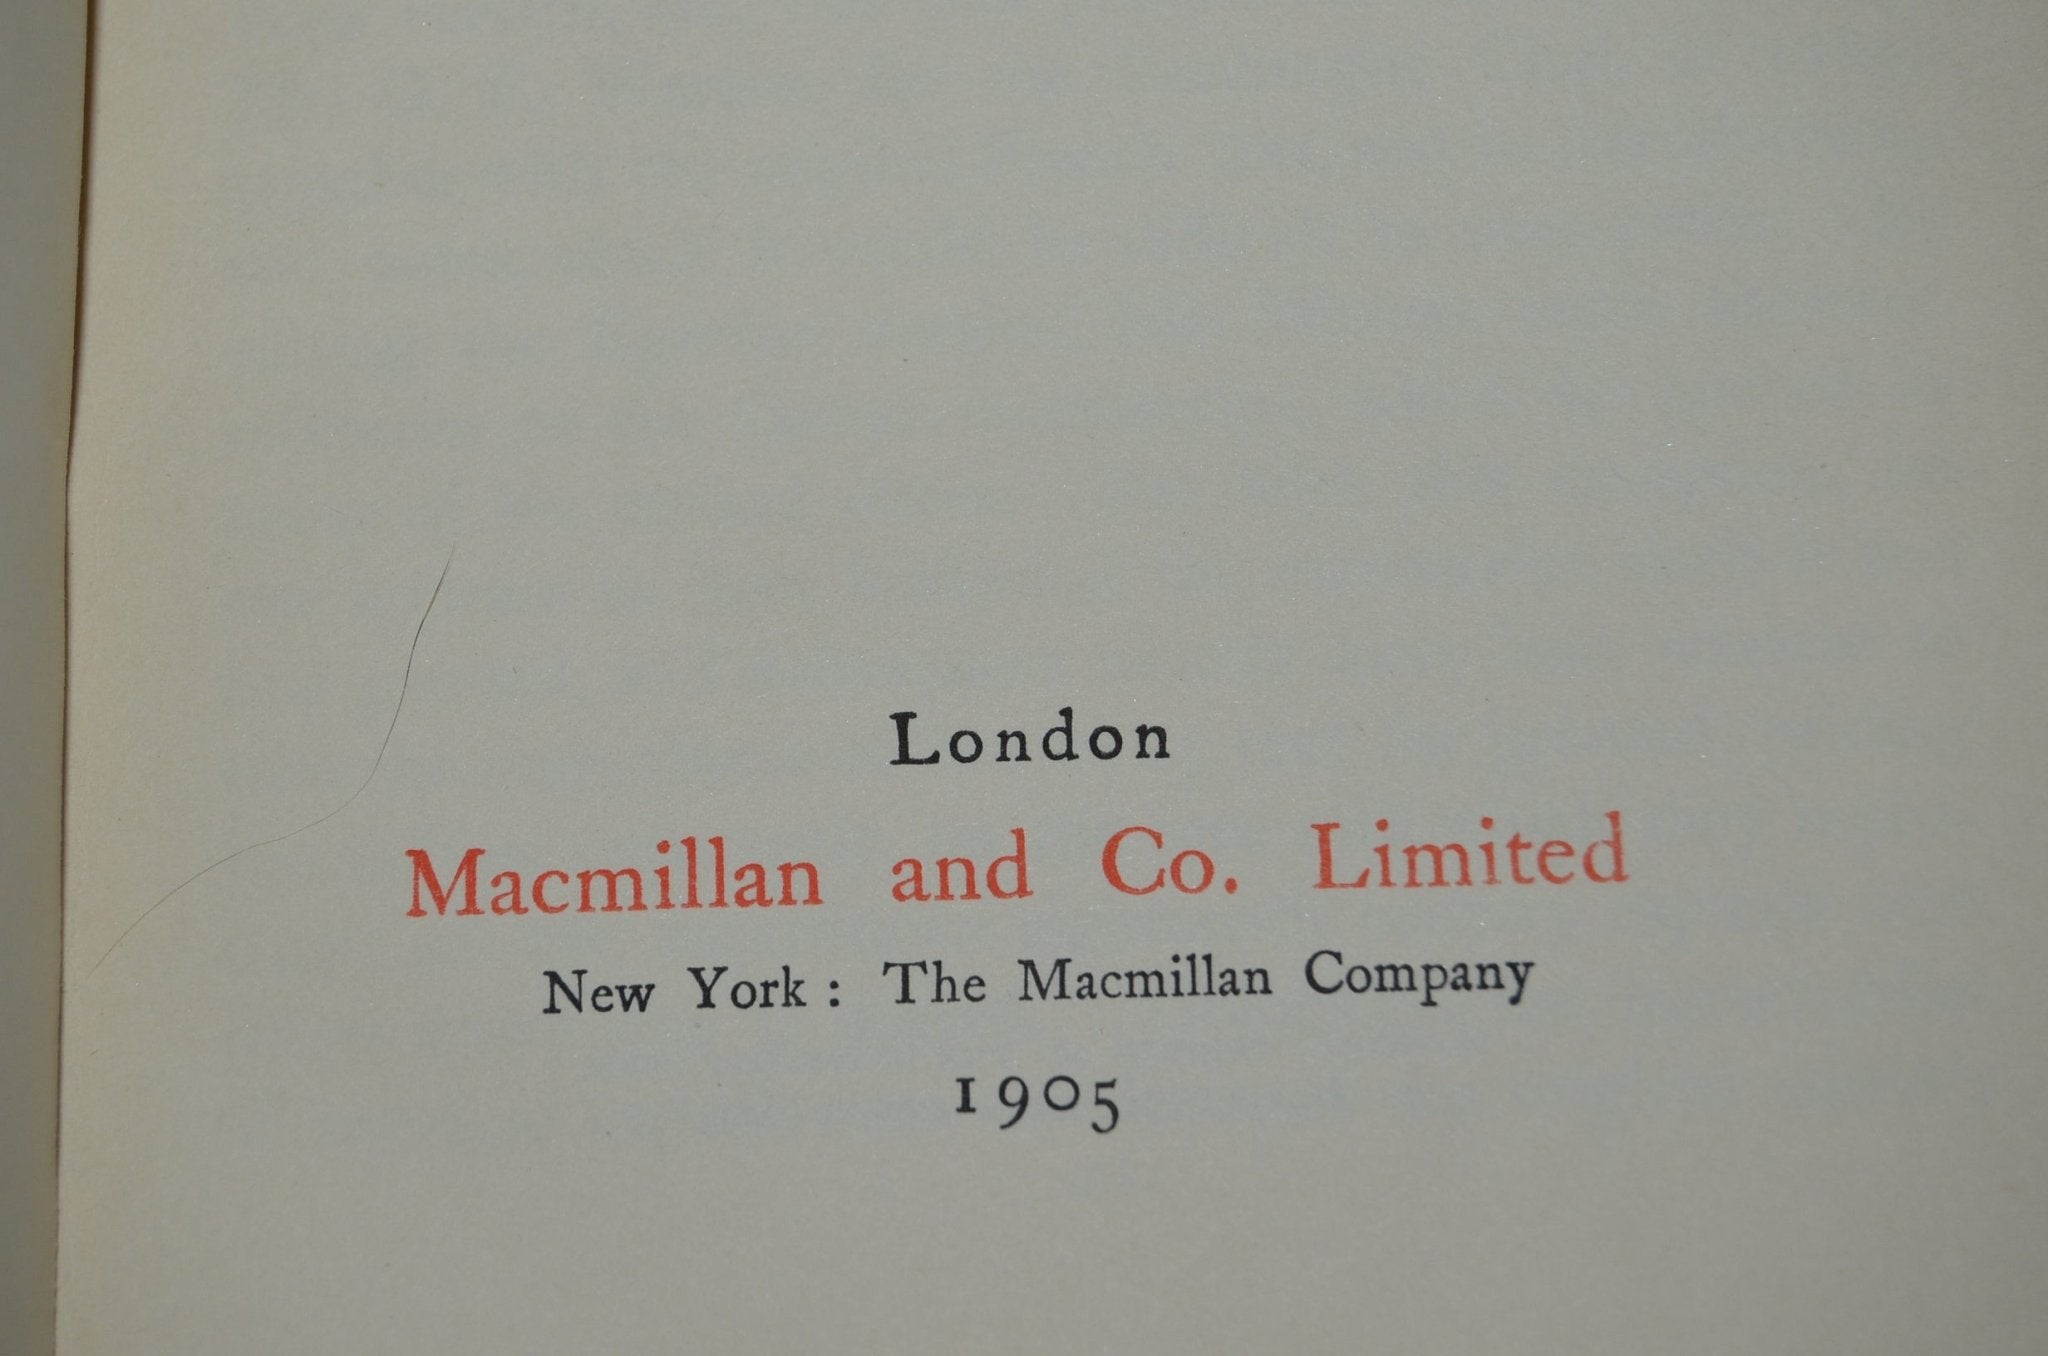 London
Macmillan and Co. Limited
New York: The Macmillan Company
1905